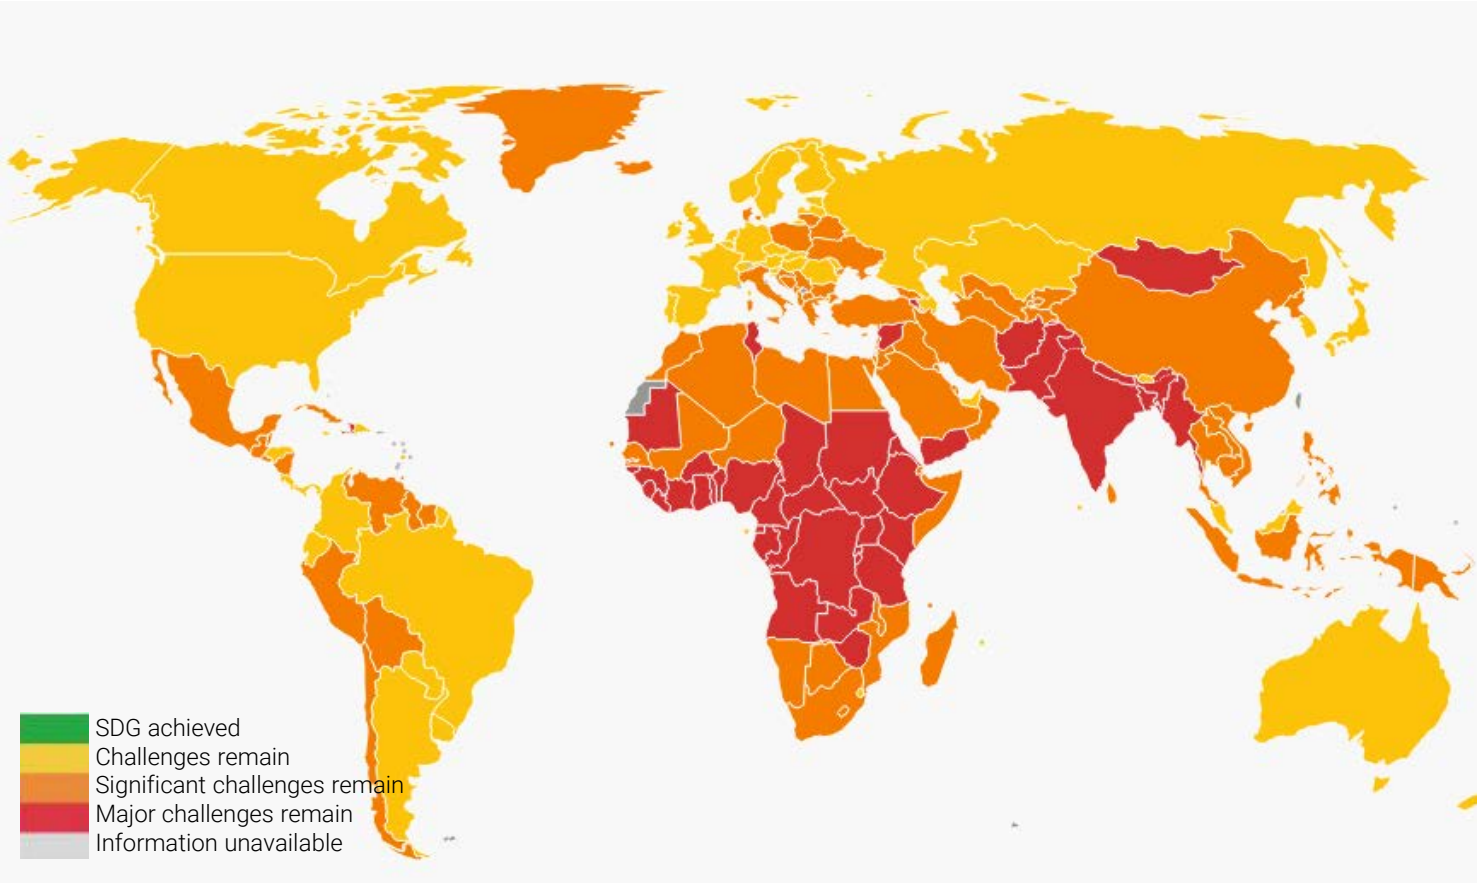 SDG achieved
Challenges remain
Significant challenges remain
Major challenges remain
Information unavailable